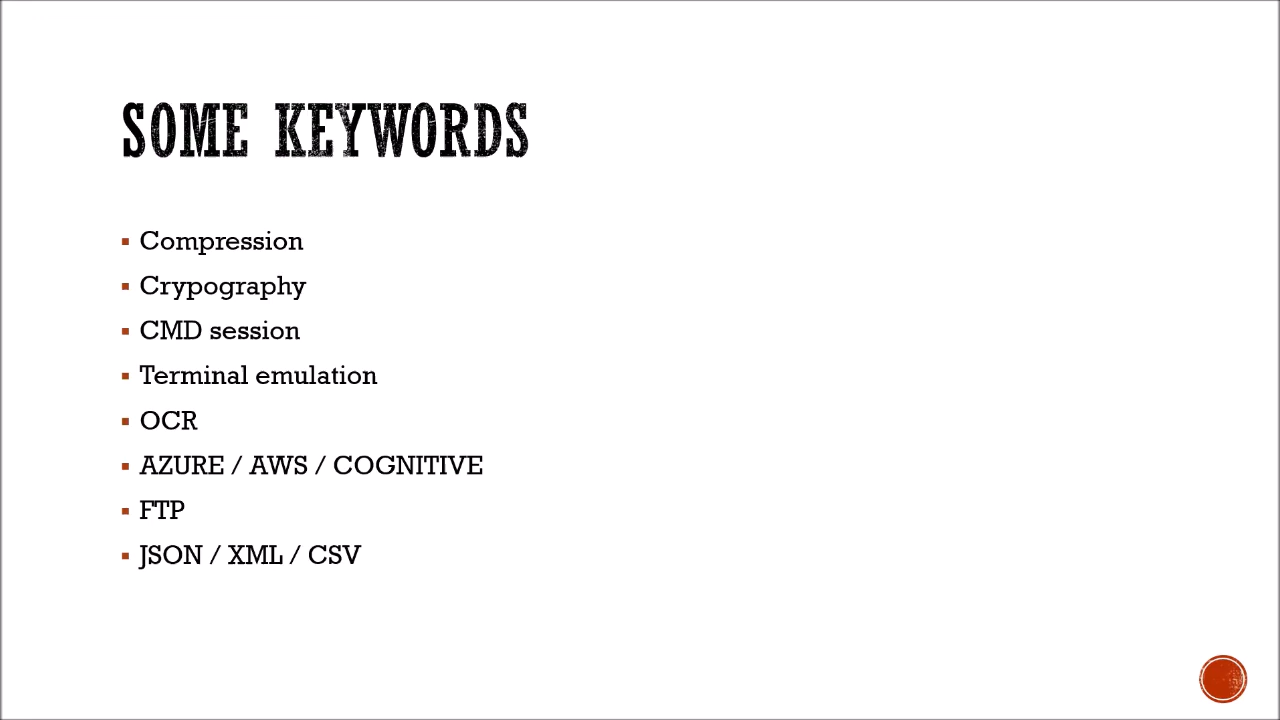 SOME KEYWORDS
Compression
Crypography
CMD session
Terminal emulation
OCR
AZURE / AWS / COGNITIVE
FTP
JSON / XML / CSV